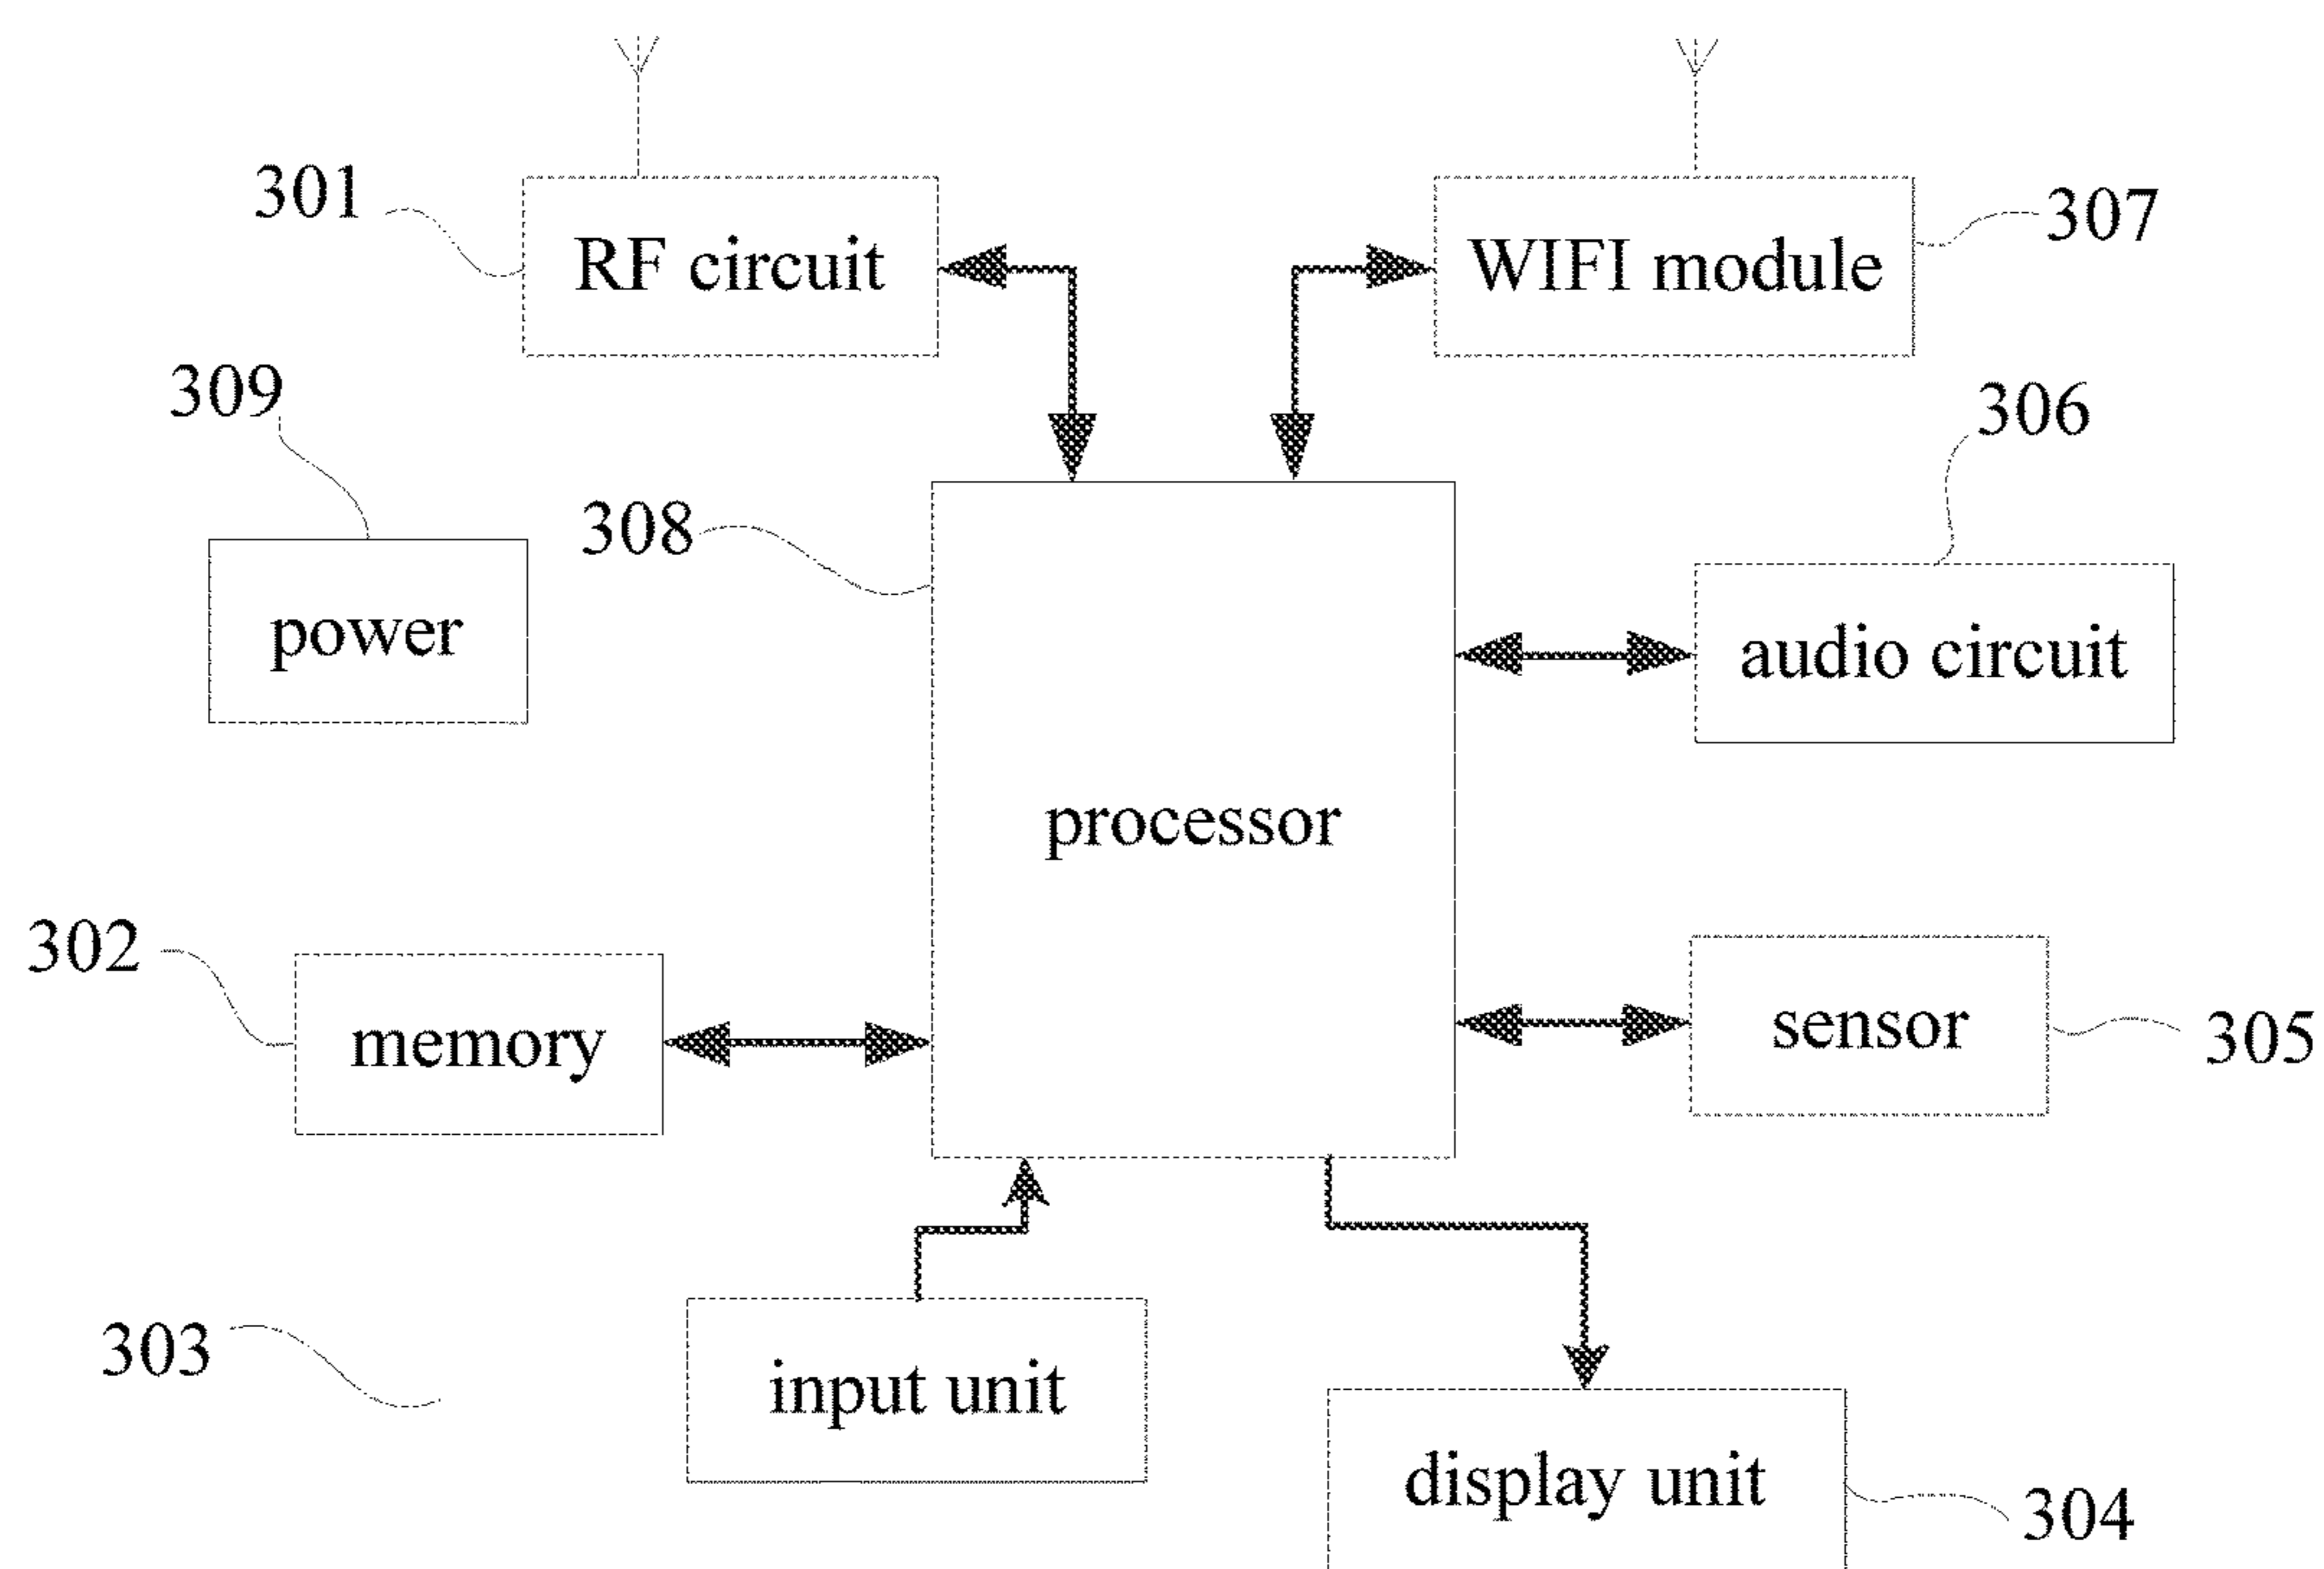 301
RF circuit
WIFI module
307
309
306
308
power
audio circuit
processor
302
memory
sensor
305
303
input unit
display unit
304